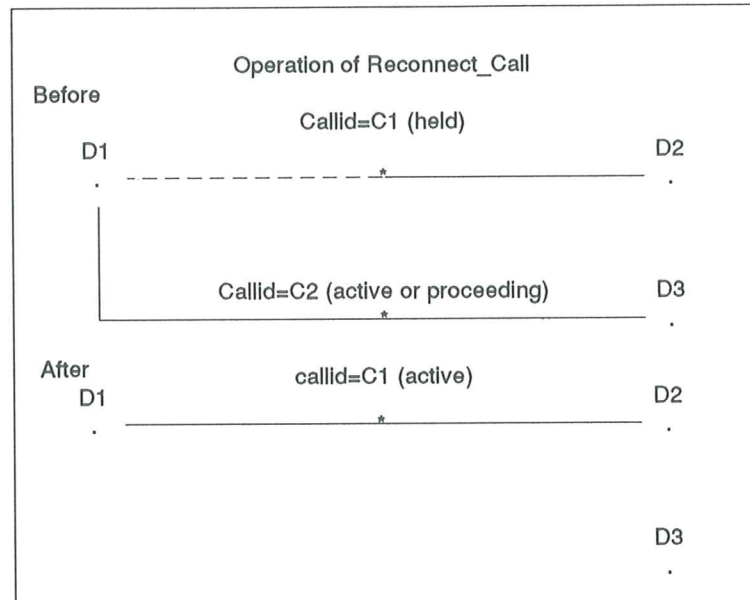 Operation of Reconnect_Call
Before
Callid=C1 (held)
D1
D2
*
Callid=C2 (active or proceeding)
D3
*
After
callid=C1 (active)
D1
D2
*
D3